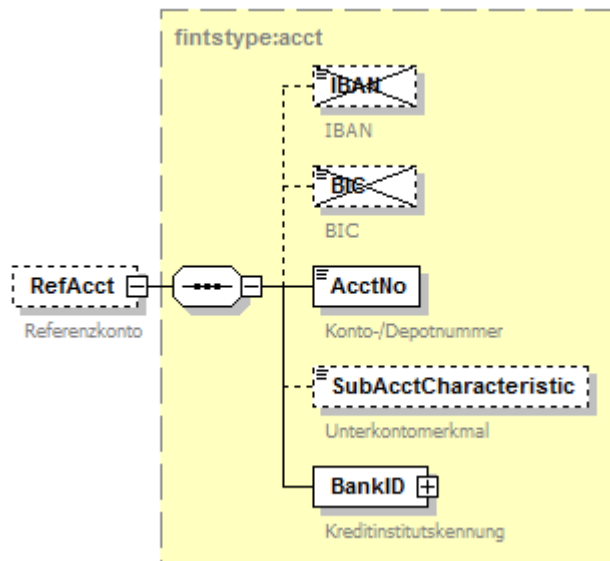 fintstype:acct
IBAN
IBAN
BIC
BIC
RefAcct
Referenzkonto
AcctNo
Konto-/Depotnummer
SubAcctCharacteristic
Unterkontomerkmal
BankID
Kreditinstitutskennung